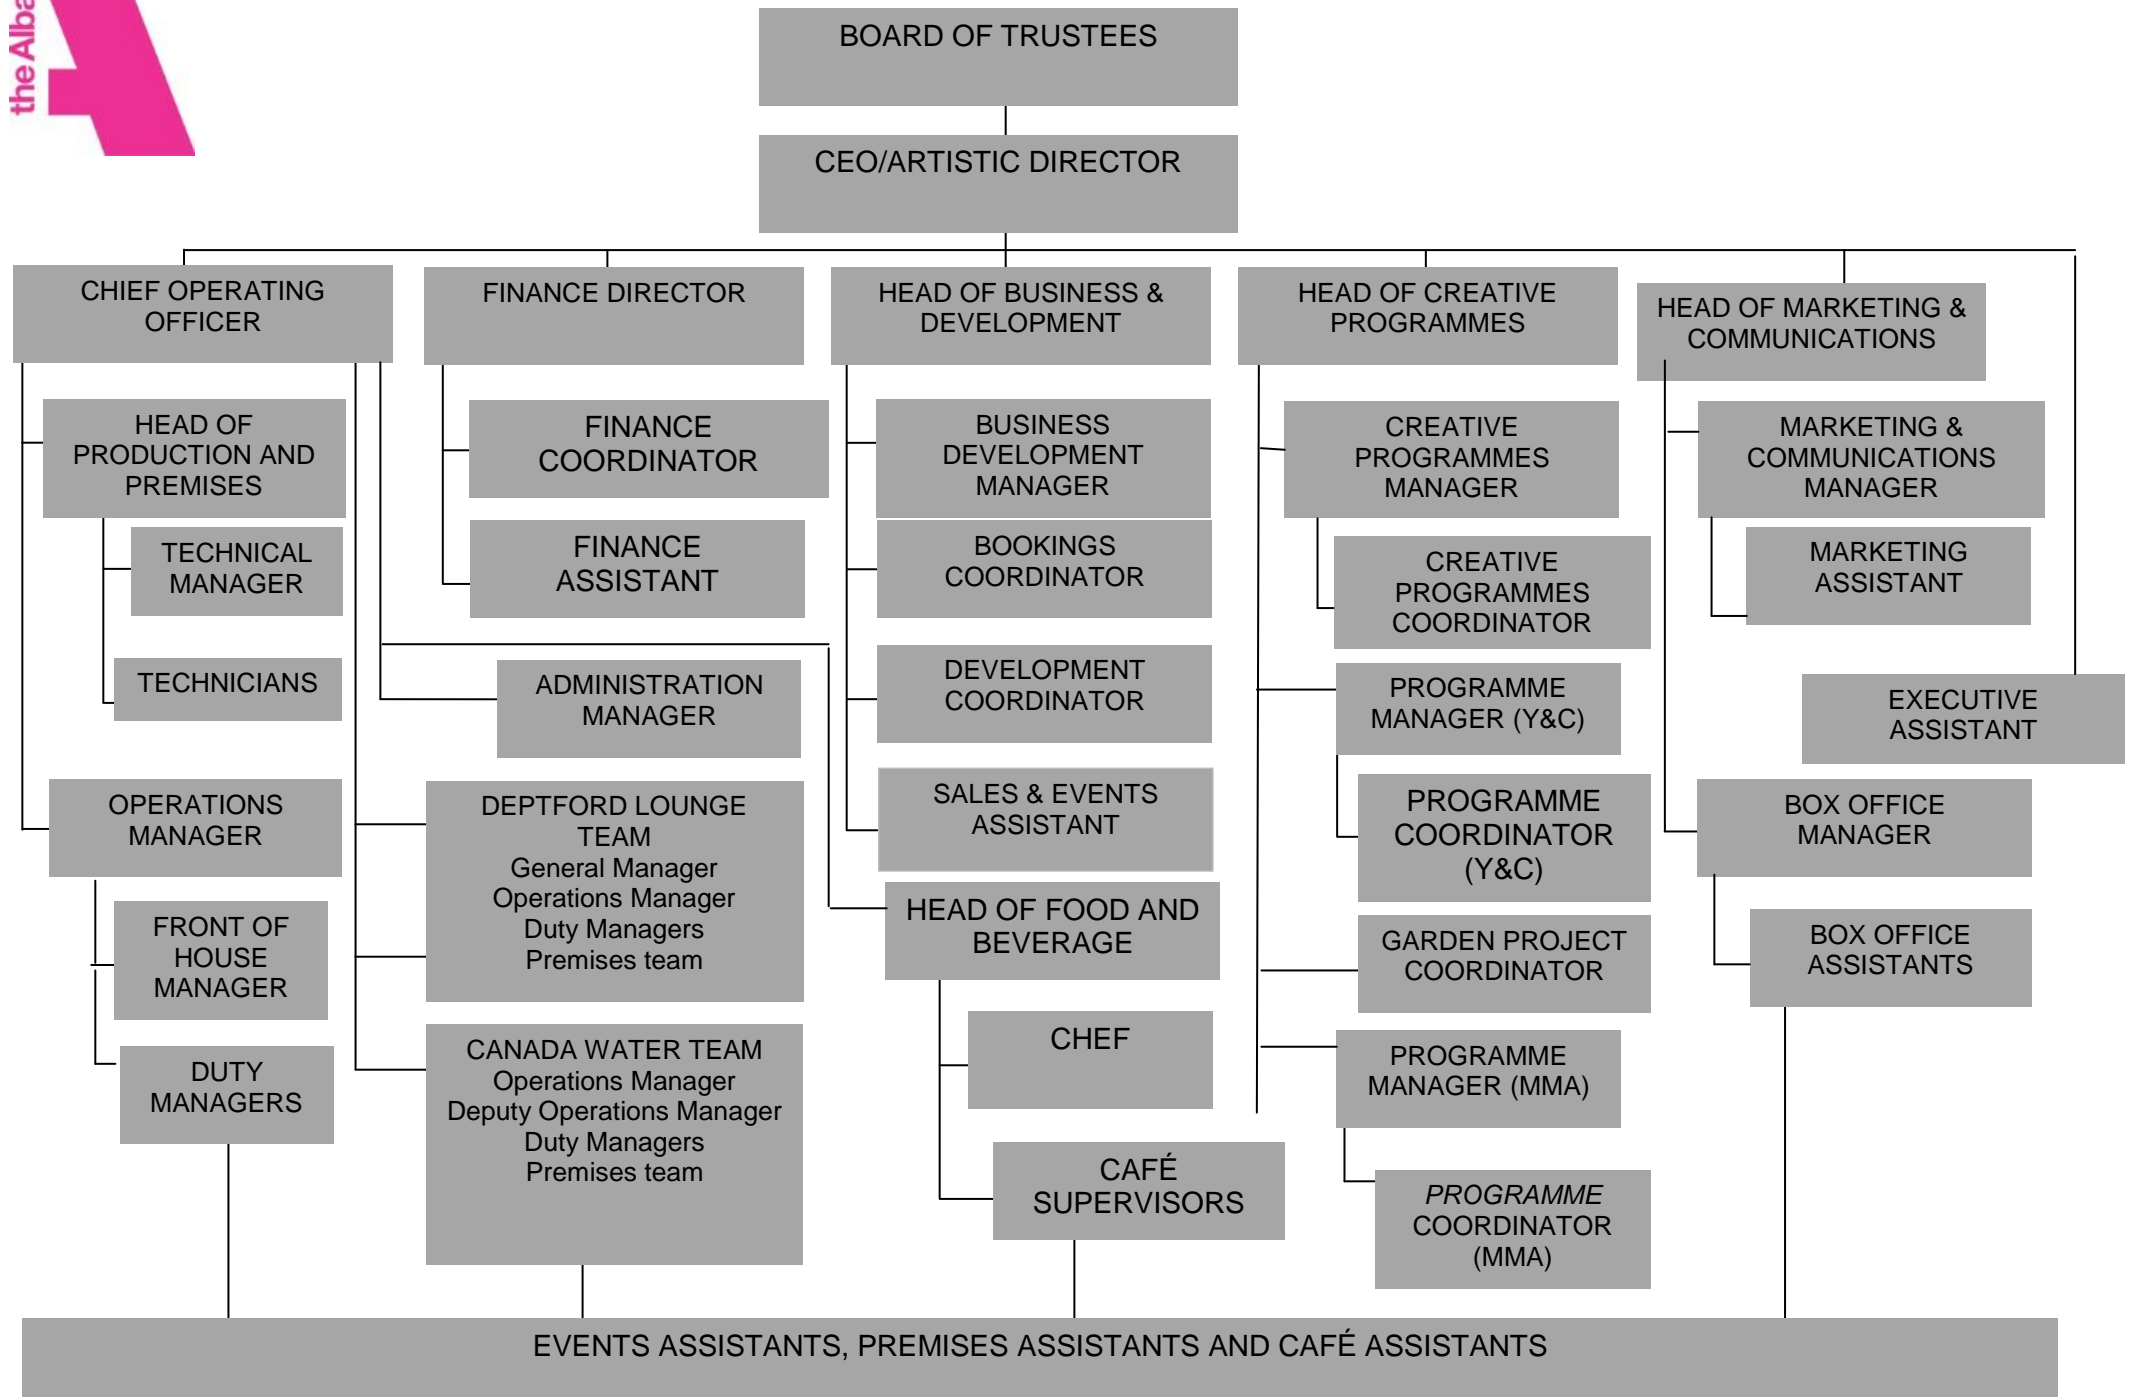 the Alba
BOARD OF TRUSTEES
CEO/ARTISTIC DIRECTOR
CHIEF OPERATING
OFFICER
FINANCE DIRECTOR
HEAD OF BUSINESS &
DEVELOPMENT
HEAD OF CREATIVE
PROGRAMMES
HEAD OF MARKETING &
COMMUNICATIONS
HEAD OF
PRODUCTION AND
PREMISES
TECHNICAL
MANAGER
TECHNICIANS
OPERATIONS
MANAGER
FRONT OF
HOUSE
MANAGER
DUTY
MANAGERS
FINANCE
COORDINATOR
FINANCE
ASSISTANT
ADMINISTRATION
MANAGER
DEPTFORD LOUNGE
TEAM
General Manager
Operations Manager
Duty Managers
Premises team
CANADA WATER TEAM
Operations Manager
Deputy Operations Manager
Duty Managers
Premises team
BUSINESS
DEVELOPMENT
MANAGER
BOOKINGS
COORDINATOR
DEVELOPMENT
COORDINATOR
SALES & EVENTS
ASSISTANT
HEAD OF FOOD AND
BEVERAGE
CHEF
CAFÉ
SUPERVISORS
CREATIVE
PROGRAMMES
MANAGER
CREATIVE
PROGRAMMES
COORDINATOR
PROGRAMME
MANAGER (Y&C)
PROGRAMME
COORDINATOR
(Y&C)
GARDEN PROJECT
COORDINATOR
PROGRAMME
MANAGER (MMA)
PROGRAMME
COORDINATOR
(MMA)
MARKETING &
COMMUNICATIONS
MANAGER
MARKETING
ASSISTANT
EXECUTIVE
ASSISTANT
BOX OFFICE
MANAGER
BOX OFFICE
ASSISTANTS
EVENTS ASSISTANTS, PREMISES ASSISTANTS AND CAFÉ ASSISTANTS